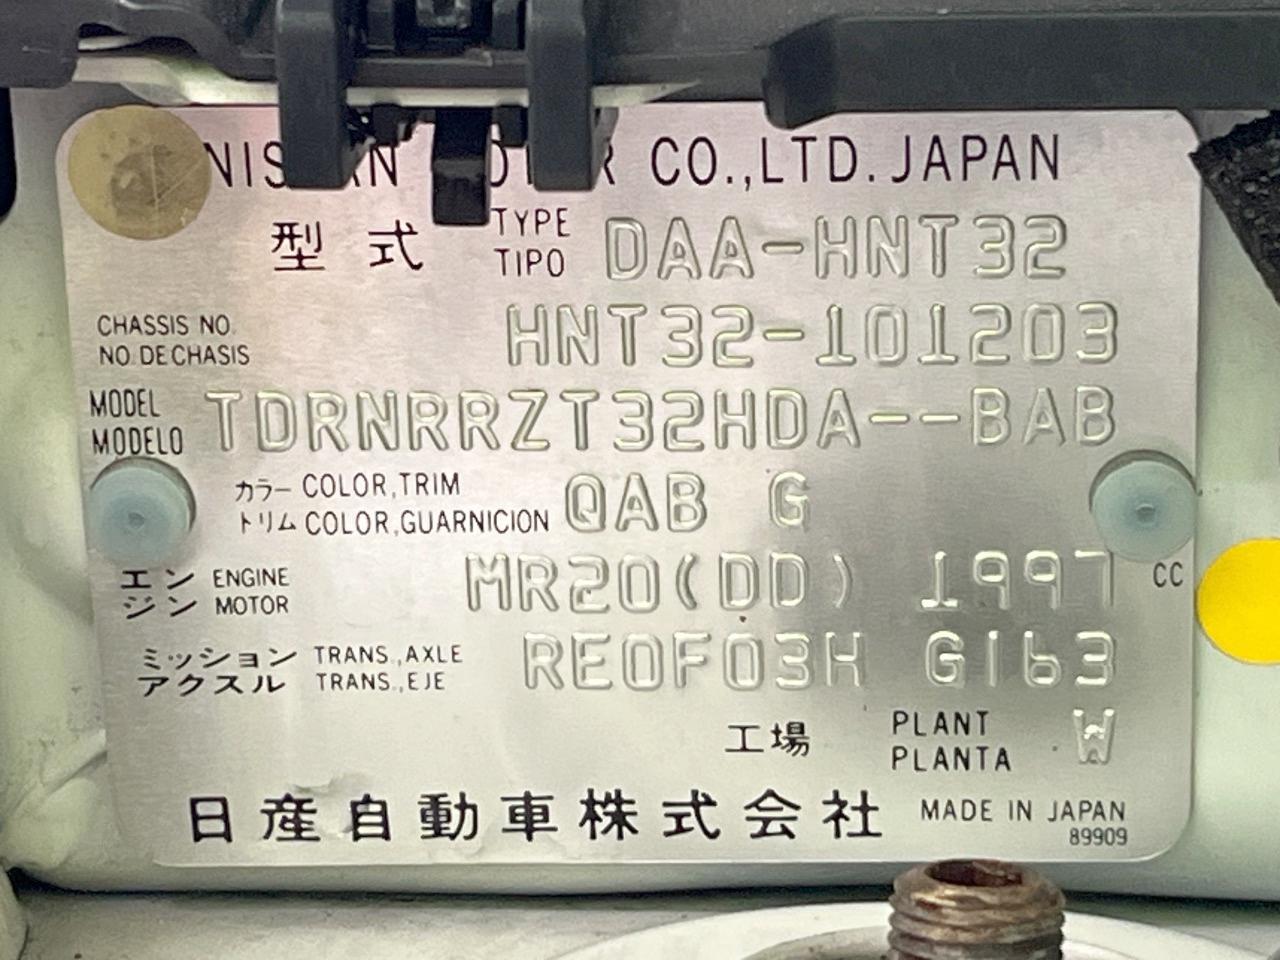 NISSAN MOTOR CO.,LTD.JAPAN
型式 TYPE TIPO DAA-HNT32
CHASSIS NO. NO.DE CHASIS HNT32-101203
MODEL MODELO TDRNRRZT32HDA--BAB
カラー COLOR,TRIM
トリム COLOR,GUARNICION QAB G
エン ENGINE
ジン MOTOR MR20(DD) 1997 CC
ミッション TRANS.,AXLE
アクスル TRANS.,EJE RE0F03H G163
工場 PLANT PLANTA W
日産自動車株式会社 MADE IN JAPAN
89909